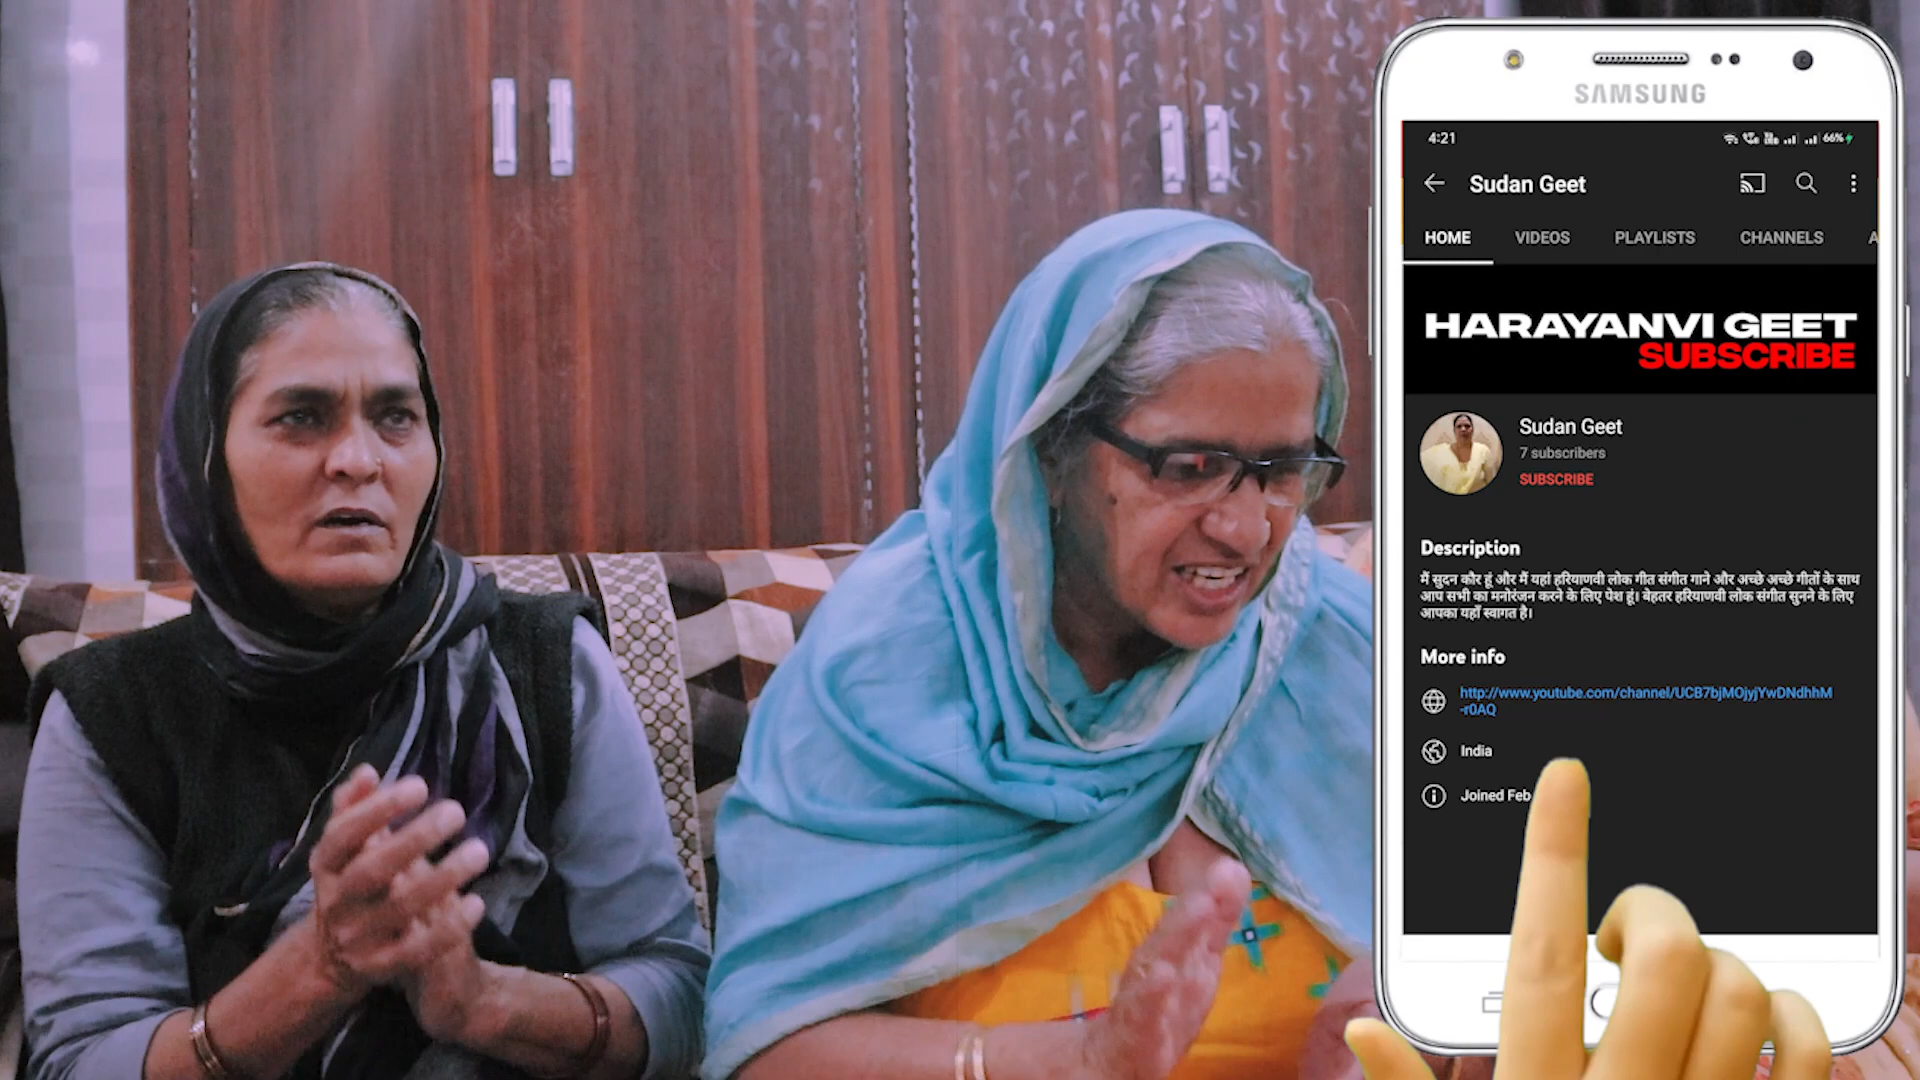 SAMSUNG
4:21
66%
Sudan Geet
HOME VIDEOS PLAYLISTS CHANNELS A
HARAYANVI GEET
SUBSCRIBE
Sudan Geet
7 subscribers
SUBSCRIBE
Description
मैं सुदन कौर हूं और मैं यहां हरियाणवी लोक गीत संगीत गाने और अच्छे अच्छे गीतों के साथ
आप सभी का मनोरंजन करने के लिए पेश हूं। बेहतर हरियाणवी लोक संगीत सुनने के लिए
आपका यहाँ स्वागत है।
More info
http://www.youtube.com/channel/UCB7bjMOjyjYwDNdhhM
-r0AQ
India
Joined Feb